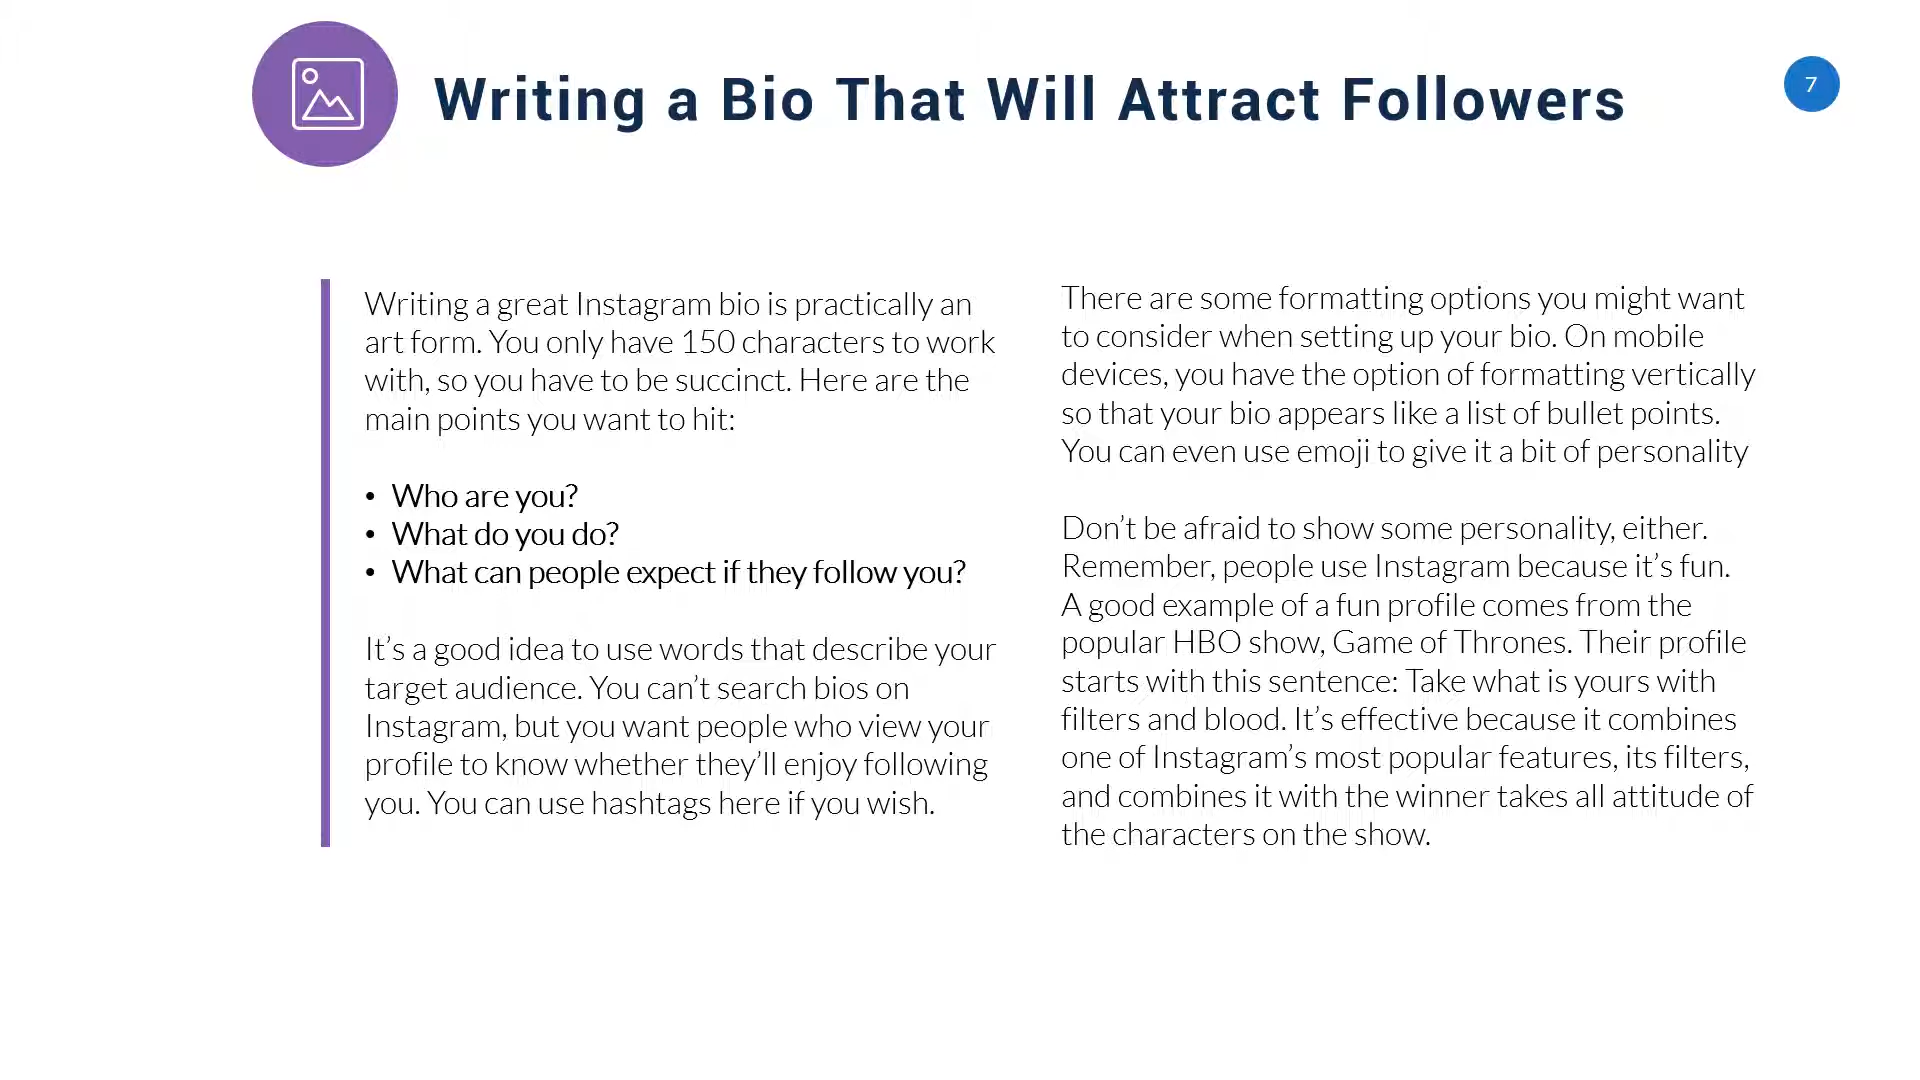 Writing a Bio That Will Attract Followers
7
Writing a great Instagram bio is practically an
art form. You only have 150 characters to work
with, so you have to be succinct. Here are the
main points you want to hit:
• Who are you?
• What do you do?
• What can people expect if they follow you?
It’s a good idea to use words that describe your
target audience. You can’t search bios on
Instagram, but you want people who view your
profile to know whether they’ll enjoy following
you. You can use hashtags here if you wish.
There are some formatting options you might want
to consider when setting up your bio. On mobile
devices, you have the option of formatting vertically
so that your bio appears like a list of bullet points.
You can even use emoji to give it a bit of personality
Don’t be afraid to show some personality, either.
Remember, people use Instagram because it’s fun.
A good example of a fun profile comes from the
popular HBO show, Game of Thrones. Their profile
starts with this sentence: Take what is yours with
filters and blood. It’s effective because it combines
one of Instagram’s most popular features, its filters,
and combines it with the winner takes all attitude of
the characters on the show.